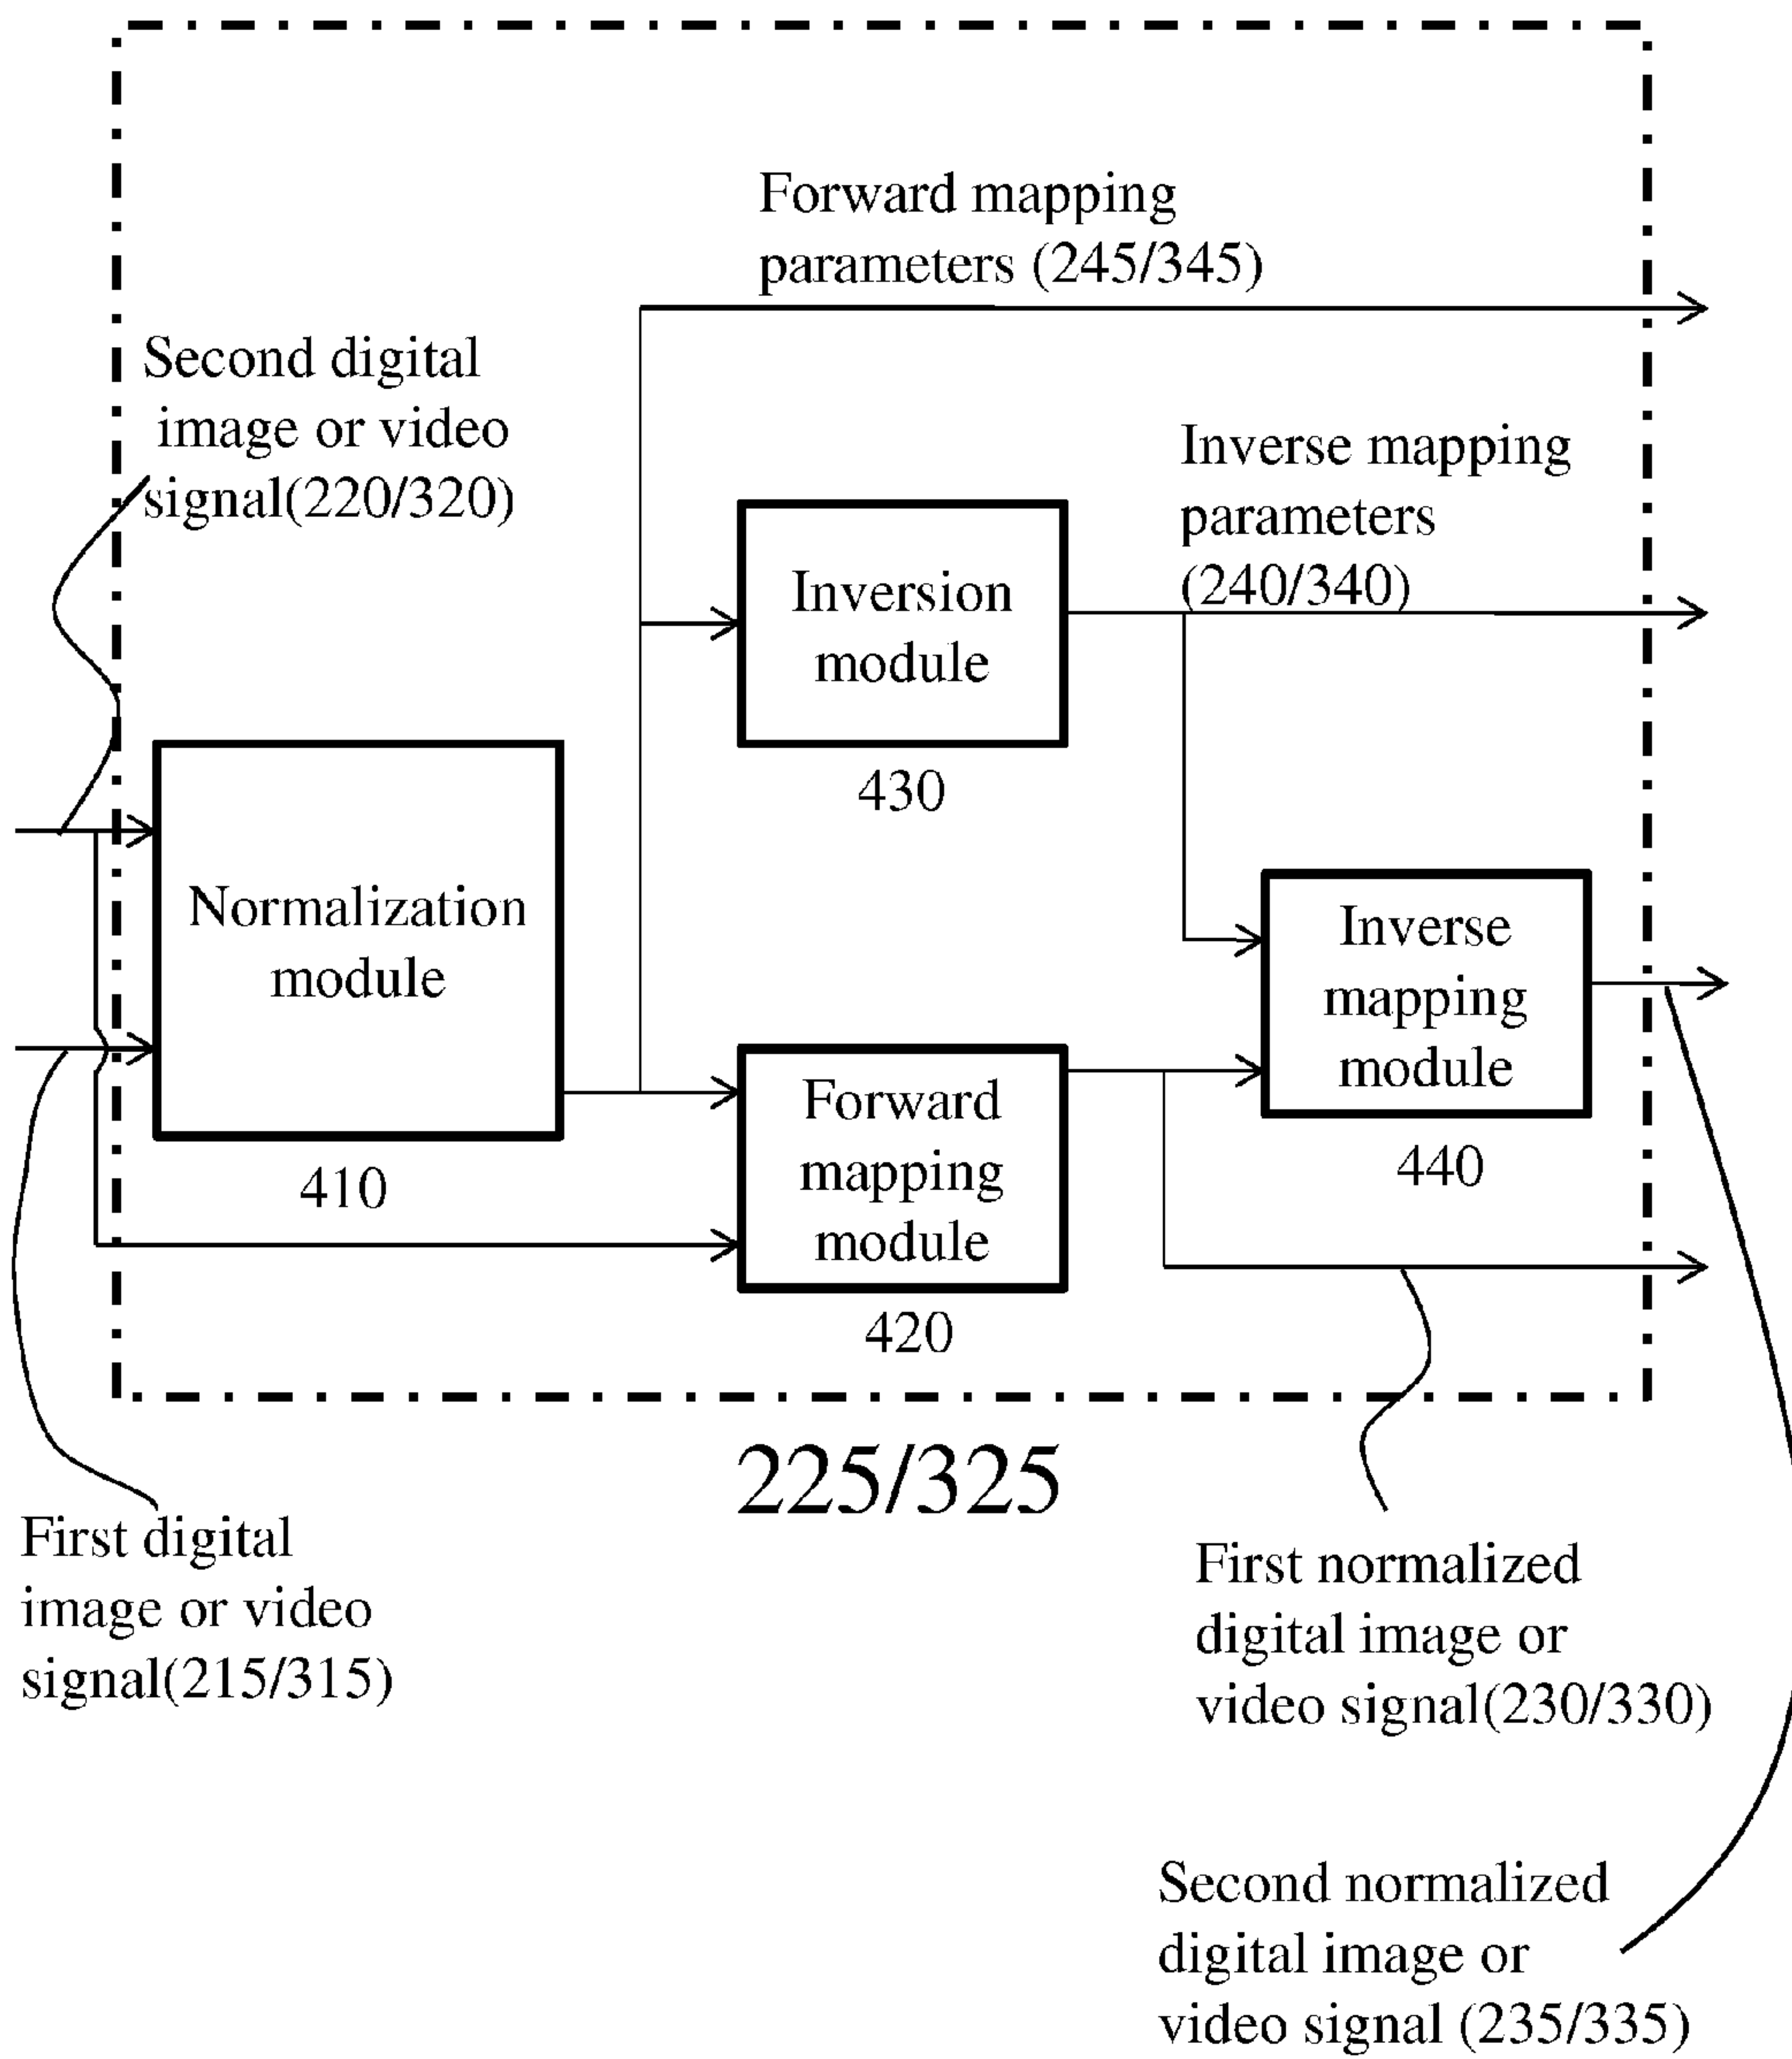 Forward mapping
parameters (245/345)
Second digital
image or video
signal(220/320)
Inverse mapping
parameters
(240/340)
Inversion
module
430
Normalization
module
410
Inverse
mapping
module
440
Forward
mapping
module
420
225/325
First digital
image or video
signal(215/315)
First normalized
digital image or
video signal(230/330)
Second normalized
digital image or
video signal (235/335)